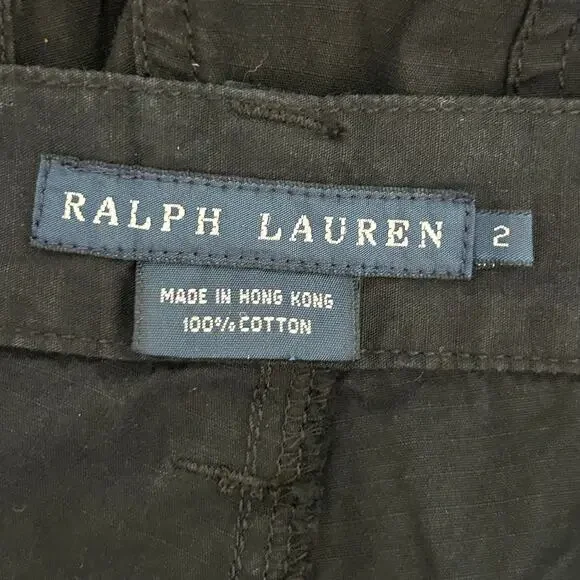 RALPH LAUREN 2
MADE IN HONG KONG
100% COTTON